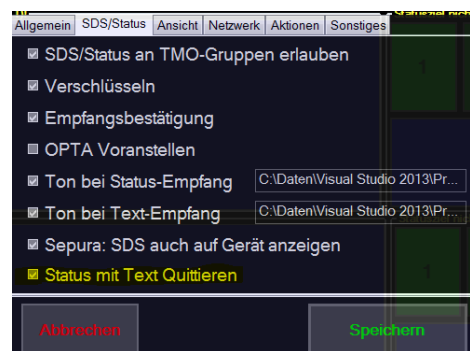 Allgemein SDS/Status Ansicht Netzwerk Aktionen Sonstiges
SDS/Status an TMO-Gruppen erlauben
1
Verschlüsseln
Empfangsbestätigung
OPTA Voranstellen
Ton bei Status-Empfang C:\Daten\Visual Studio 2013\Pr...
Ton bei Text-Empfang C:\Daten\Visual Studio 2013\Pr...
Sepura: SDS auch auf Gerät anzeigen
Status mit Text Quittieren
1
Abbrechen Speichern